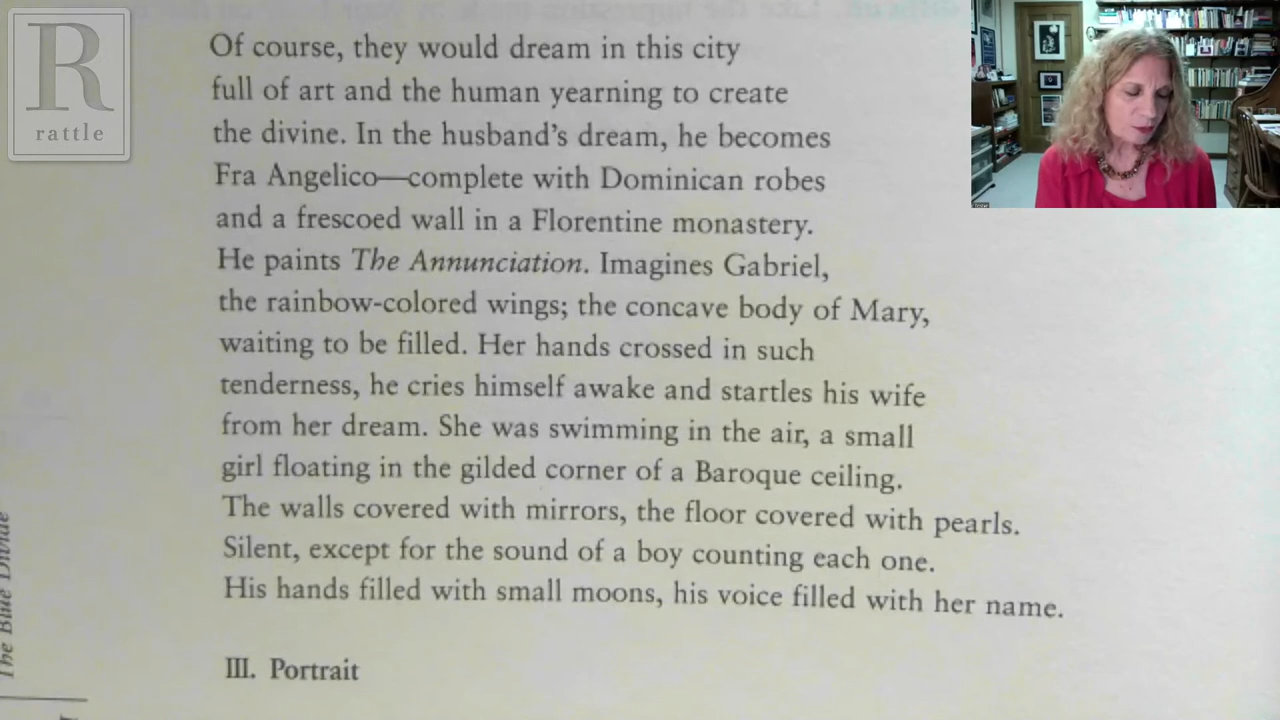 R
rattle
Of course, they would dream in this city
full of art and the human yearning to create
the divine. In the husband's dream, he becomes
Fra Angelico—complete with Dominican robes
and a frescoed wall in a Florentine monastery.
He paints The Annunciation. Imagines Gabriel,
the rainbow-colored wings; the concave body of Mary,
waiting to be filled. Her hands crossed in such
tenderness, he cries himself awake and startles his wife
from her dream. She was swimming in the air, a small
girl floating in the gilded corner of a Baroque ceiling.
The walls covered with mirrors, the floor covered with pearls.
Silent, except for the sound of a boy counting each one.
His hands filled with small moons, his voice filled with her name.
III. Portrait
The Blue Divide